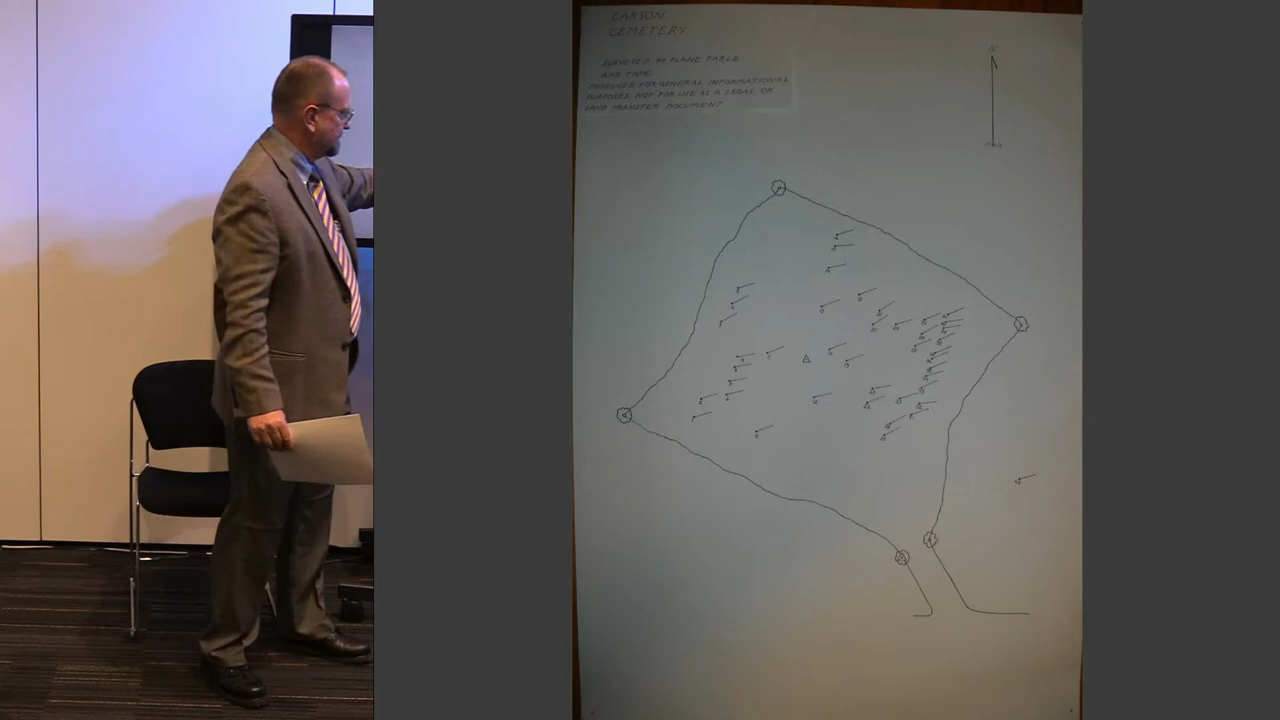 CARSON
CEMETERY
SURVEYED BY PLANE TABLE
AND TAPE
PRODUCED FOR GENERAL INFORMATIONAL
PURPOSES NOT FOR USE AS A LEGAL OR
LAND TRANSFER DOCUMENT
N